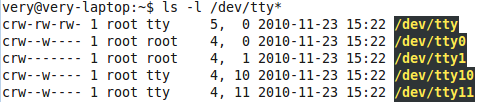 very@very-laptop:~$ ls -l /dev/tty*
crw-rw-rw- 1 root tty 5, 0 2010-11-23 15:22 /dev/tty
crw--w---- 1 root root 4, 0 2010-11-23 15:22 /dev/tty0
crw------- 1 root root 4, 1 2010-11-23 15:22 /dev/tty1
crw--w---- 1 root tty 4, 10 2010-11-23 15:22 /dev/tty10
crw--w---- 1 root tty 4, 11 2010-11-23 15:22 /dev/tty11